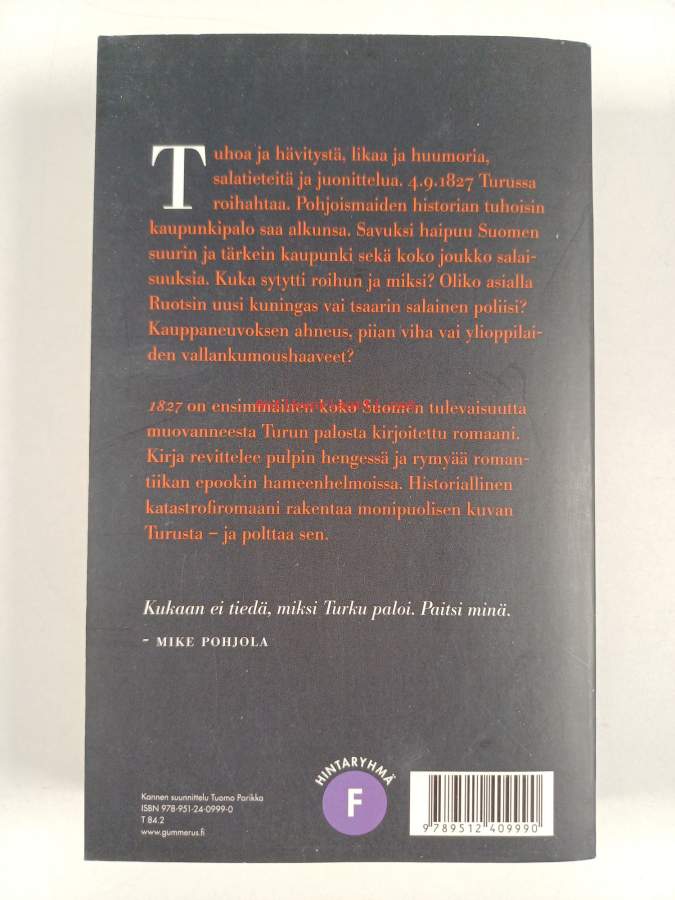 Tuhoa ja hävitystä, likaa ja huumoria,
salatieteitä ja juonittelua. 4.9.1827 Turussa
roihahtaa. Pohjoismaiden historian tuhoisin
kaupunkipalo saa alkunsa. Savuksi haipuu Suomen
suurin ja tärkein kaupunki sekä koko joukko salai-
suuksia. Kuka sytytti roihun ja miksi? Oliko asialla
Ruotsin uusi kuningas vai tsaarin salainen poliisi?
Kauppaneuvoksen ahneus, piian viha vai ylioppilai-
den vallankumoushaaveet?
1827 on ensimmäinen koko Suomen tulevaisuutta
muovanneesta Turun palosta kirjoitettu romaani.
Kirja revittelee pulpin hengessä ja rymyää roman-
tiikan epookin hameenhelmoissa. Historiallinen
katastrofiromaani rakentaa monipuolisen kuvan
Turusta – ja polttaa sen.
Kukaan ei tiedä, miksi Turku paloi. Paitsi minä.
– MIKE POHJOLA
Kannen suunnittelu Tuomo Parikka
ISBN 978-951-24-0999-0
T 84.2
www.gummerus.fi
HINTARYHMÄ
F
9 789512 409990